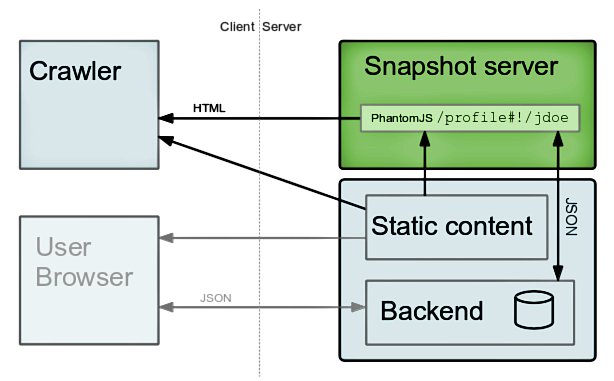 Client Server
Crawler
Snapshot server
HTML
PhantomJS /profile#!/jdoe
JSON
Static content
User
Browser
JSON
Backend